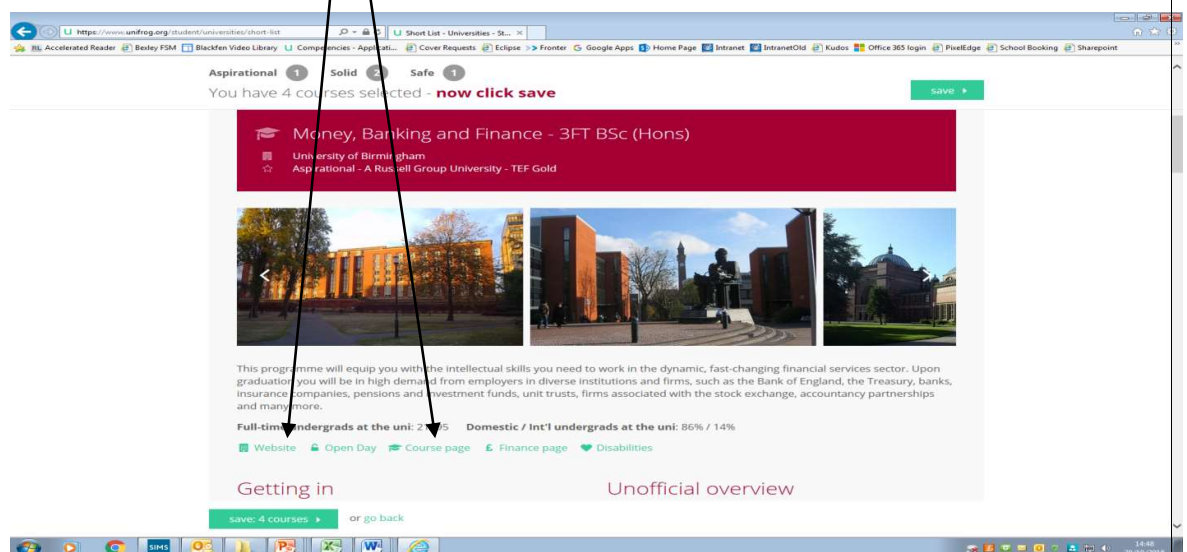 https://www.unifrog.org/student/universities/short-list
Short List - Universities - St...
Accelerated Reader Bexley FSM Blackfen Video Library Competencies - Applicati... Cover Requests Eclipse Fronter Google Apps Home Page Intranet IntranetOld Kudos Office 365 login PixelEdge School Booking Sharepoint
Aspirational 1 Solid 2 Safe 1
You have 4 courses selected - now click save
save
Money, Banking and Finance - 3FT BSc (Hons)
University of Birmingham
Aspirational - A Russell Group University - TEF Gold
This programme will equip you with the intellectual skills you need to work in the dynamic, fast-changing financial services sector. Upon
graduation you will be in high demand from employers in diverse institutions and firms, such as the Bank of England, the Treasury, banks,
insurance companies, pensions and investment funds, unit trusts, firms associated with the stock exchange, accountancy partnerships
and many more.
Full-time undergrads at the uni: Domestic / Int'l undergrads at the uni: 86% / 14%
Website Open Day Course page £ Finance page Disabilities
Getting in Unofficial overview
save: 4 courses or go back
SIMS
14:48